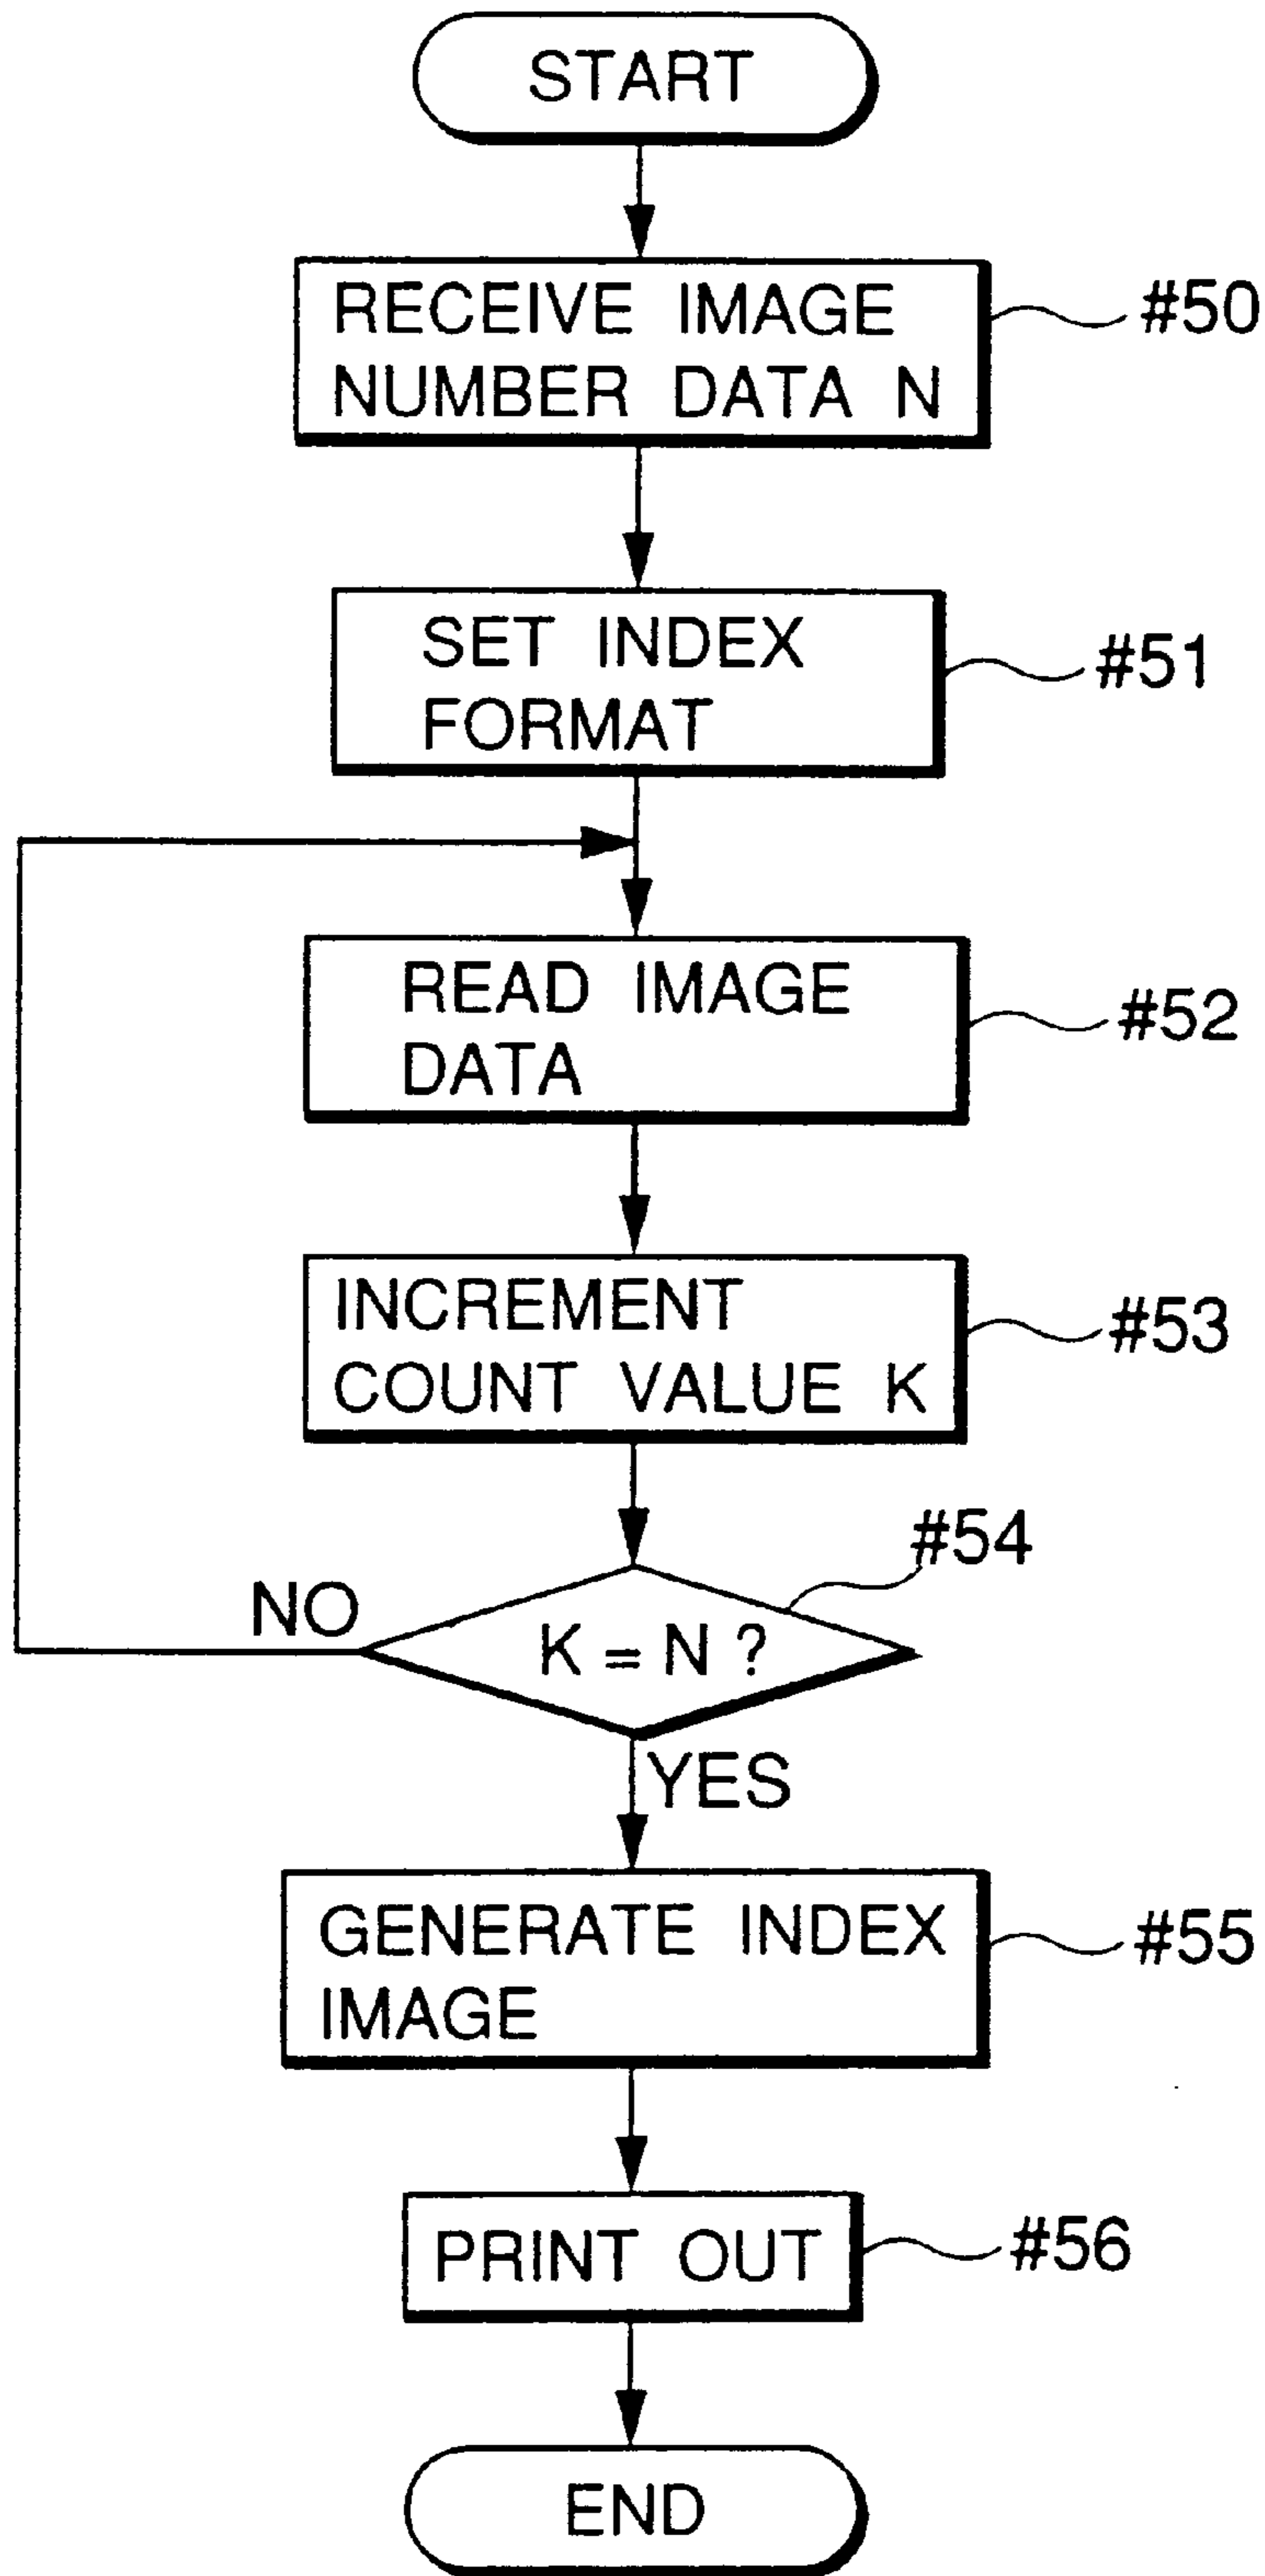 START
RECEIVE IMAGE
NUMBER DATA N
#50
SET INDEX
FORMAT
#51
READ IMAGE
DATA
#52
INCREMENT
COUNT VALUE K
#53
#54
K = N ?
NO
YES
GENERATE INDEX
IMAGE
#55
PRINT OUT
#56
END